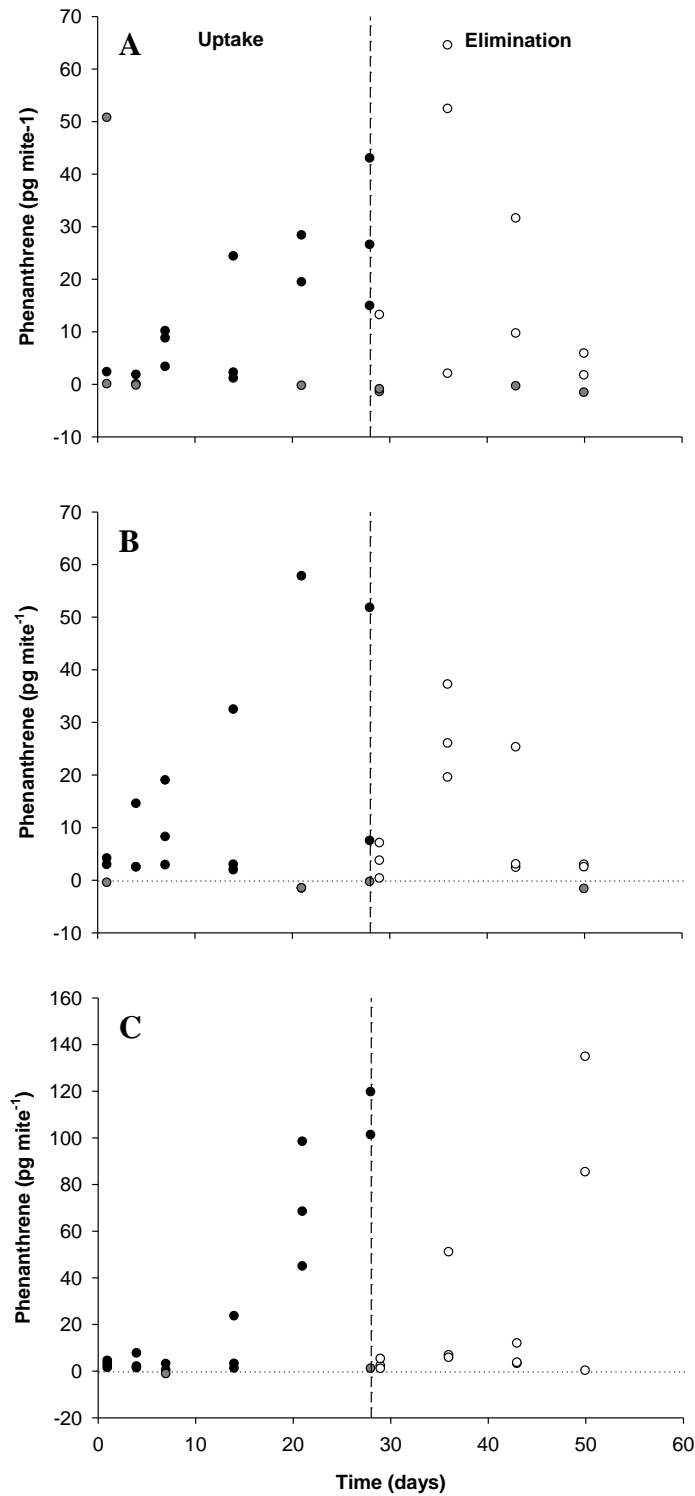 A
Uptake
Elimination
70
60
50
40
30
20
10
0
-10
Phenanthrene (pg mite-1)
B
70
60
50
40
30
20
10
0
-10
Phenanthrene (pg mite⁻¹)
C
160
140
120
100
80
60
40
20
0
-20
Phenanthrene (pg mite⁻¹)
0 10 20 30 40 50 60
Time (days)